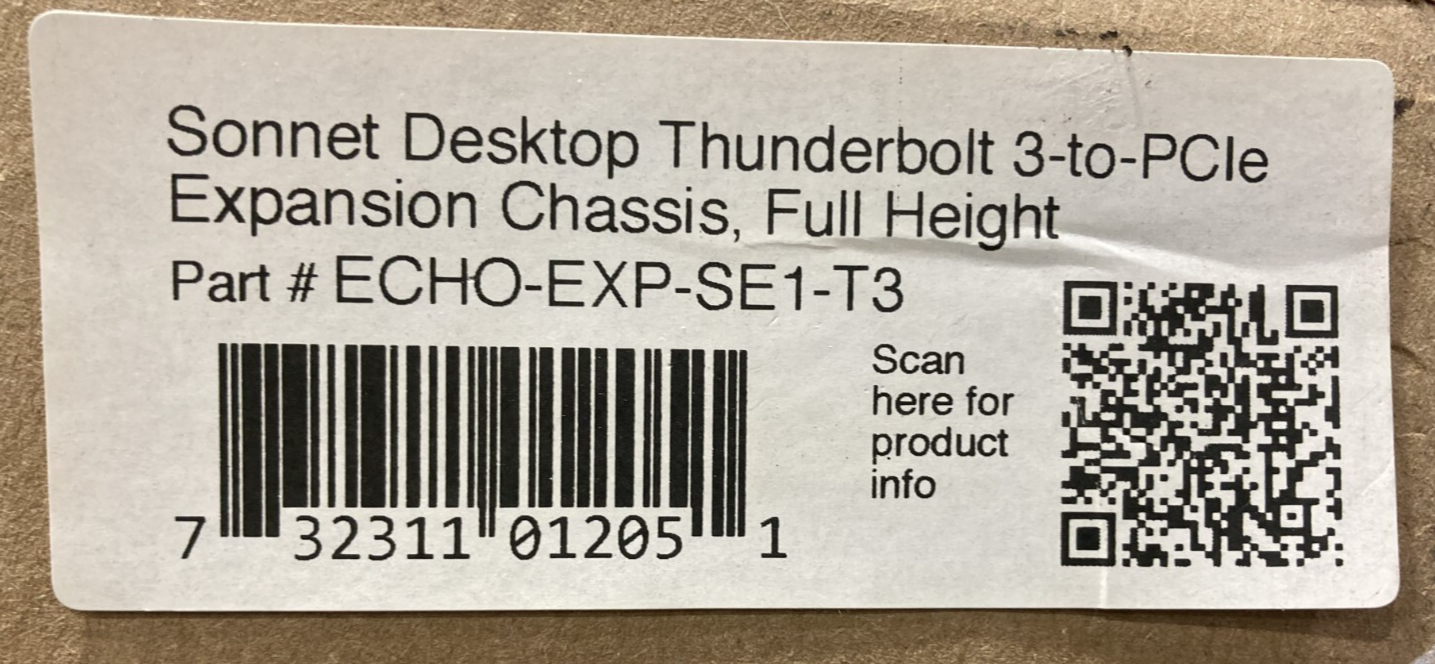 Sonnet Desktop Thunderbolt 3-to-PCIe
Expansion Chassis, Full Height
Part # ECHO-EXP-SE1-T3
Scan
here for
product
info
7 32311 01205 1